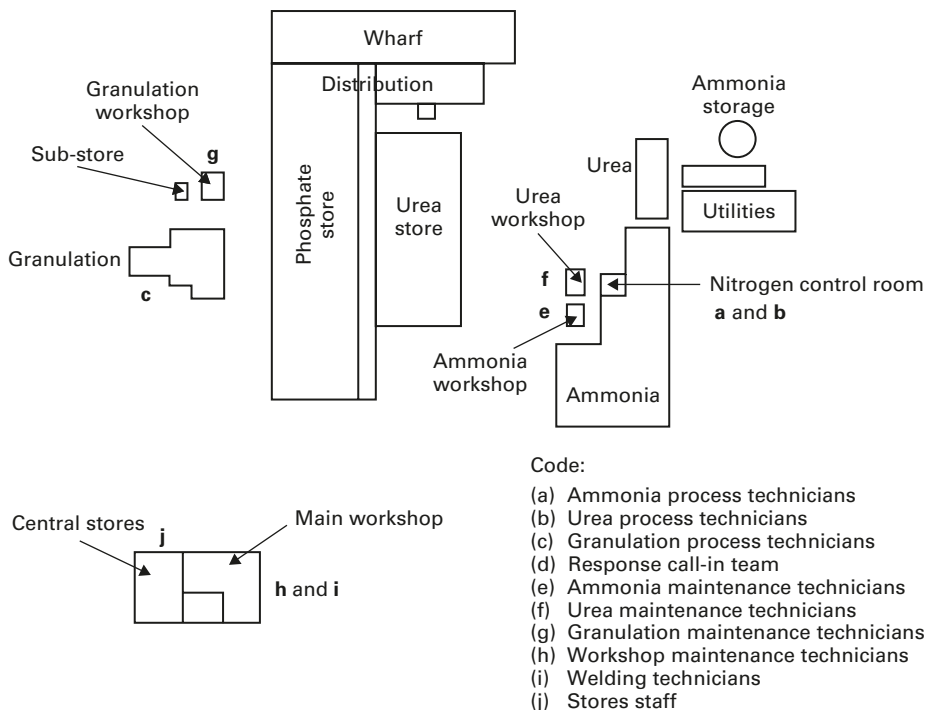 Wharf
Distribution
Granulation
workshop
Ammonia
storage
Sub-store
g
Urea
Phosphate
store
Urea
store
Urea
workshop
Utilities
Granulation
c
f
Nitrogen control room
a and b
e
Ammonia
workshop
Ammonia
Central stores
j
Main workshop
h and i
Code:
(a) Ammonia process technicians
(b) Urea process technicians
(c) Granulation process technicians
(d) Response call-in team
(e) Ammonia maintenance technicians
(f) Urea maintenance technicians
(g) Granulation maintenance technicians
(h) Workshop maintenance technicians
(i) Welding technicians
(j) Stores staff